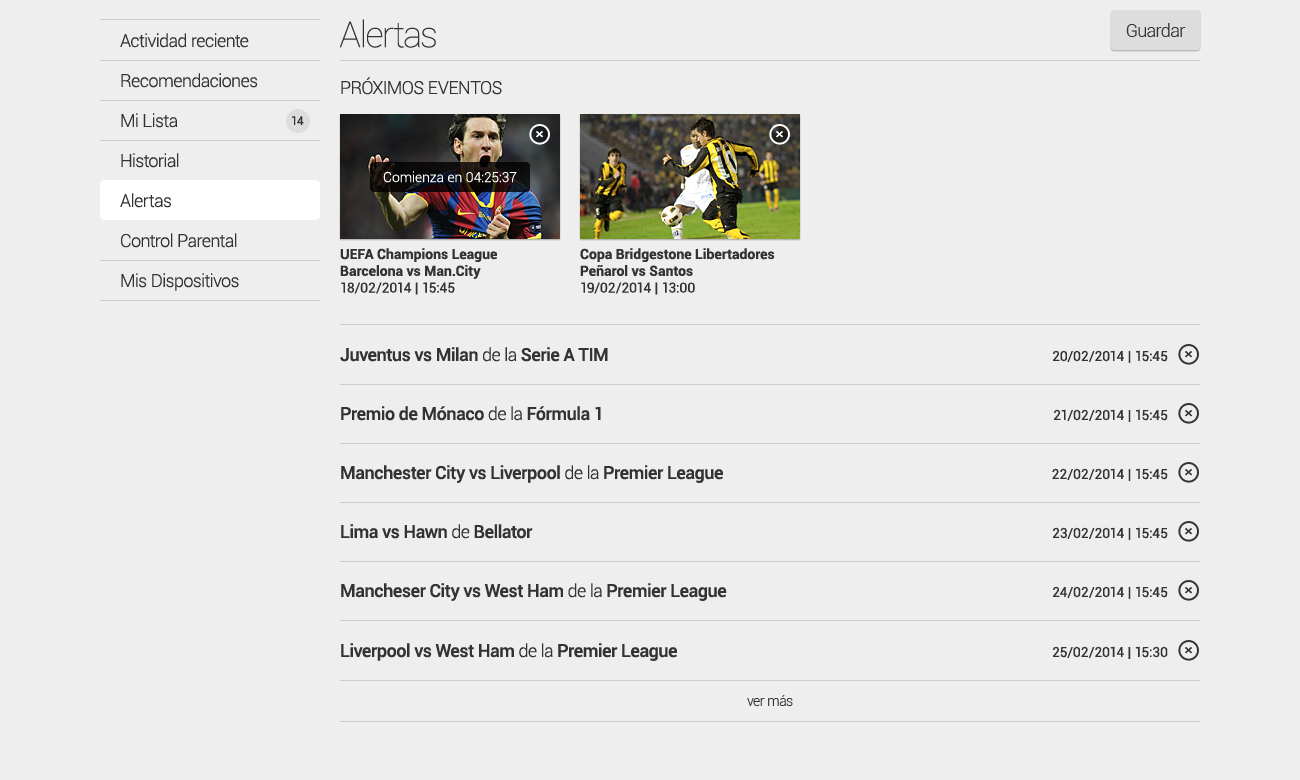 Actividad reciente
Recomendaciones
Mi Lista 14
Historial
Alertas
Control Parental
Mis Dispositivos
Alertas
Guardar
PRÓXIMOS EVENTOS
Comienza en 04:25:37
UEFA Champions League
Barcelona vs Man.City
18/02/2014 | 15:45
Copa Bridgestone Libertadores
Peñarol vs Santos
19/02/2014 | 13:00
Juventus vs Milan de la Serie A TIM 20/02/2014 | 15:45
Premio de Mónaco de la Fórmula 1 21/02/2014 | 15:45
Manchester City vs Liverpool de la Premier League 22/02/2014 | 15:45
Lima vs Hawn de Bellator 23/02/2014 | 15:45
Mancheser City vs West Ham de la Premier League 24/02/2014 | 15:45
Liverpool vs West Ham de la Premier League 25/02/2014 | 15:30
ver más